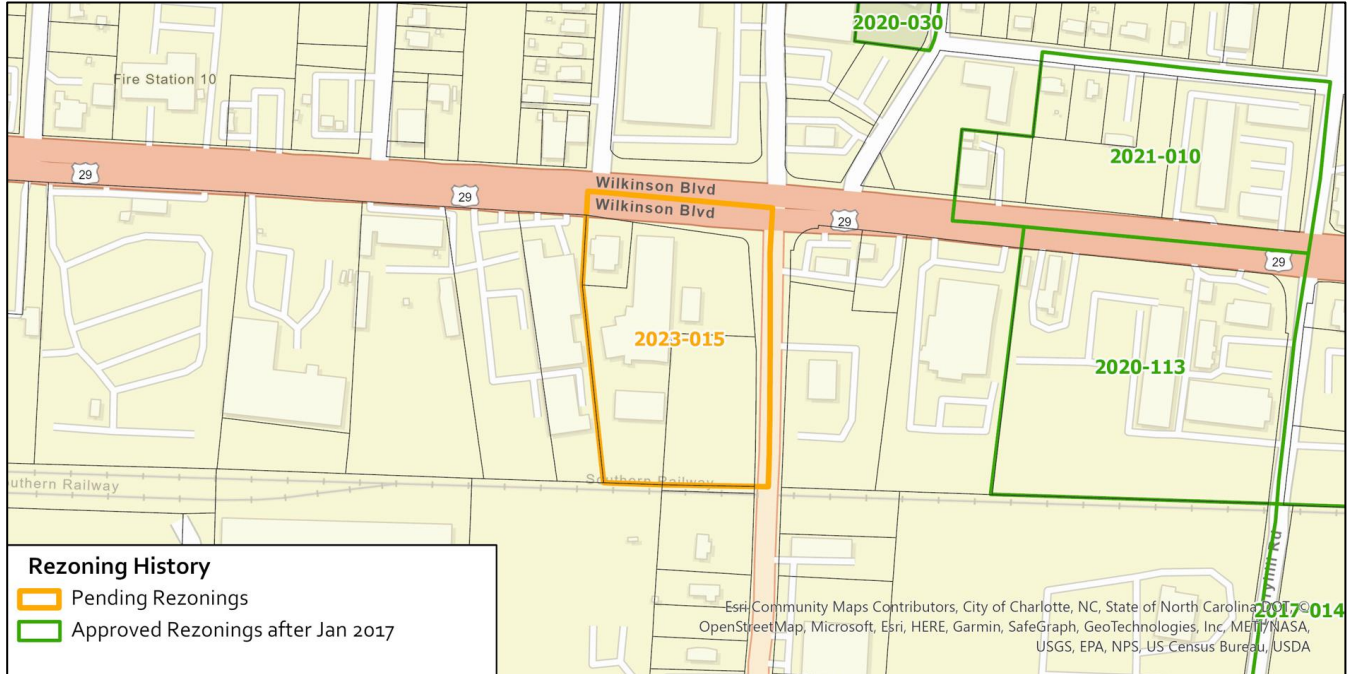 2020-030
Fire Station 10
2021-010
29
Wilkinson Blvd
29
Wilkinson Blvd
29
29
2023-015
2020-113
uthern Railway
Southern Railway
Rezoning History
Pending Rezonings
Approved Rezonings after Jan 2017
Esri Community Maps Contributors, City of Charlotte, NC, State of North Carolina DOT, ©
OpenStreetMap, Microsoft, Esri, HERE, Garmin, SafeGraph, GeoTechnologies, Inc, METI/NASA,
USGS, EPA, NPS, US Census Bureau, USDA
2017-014